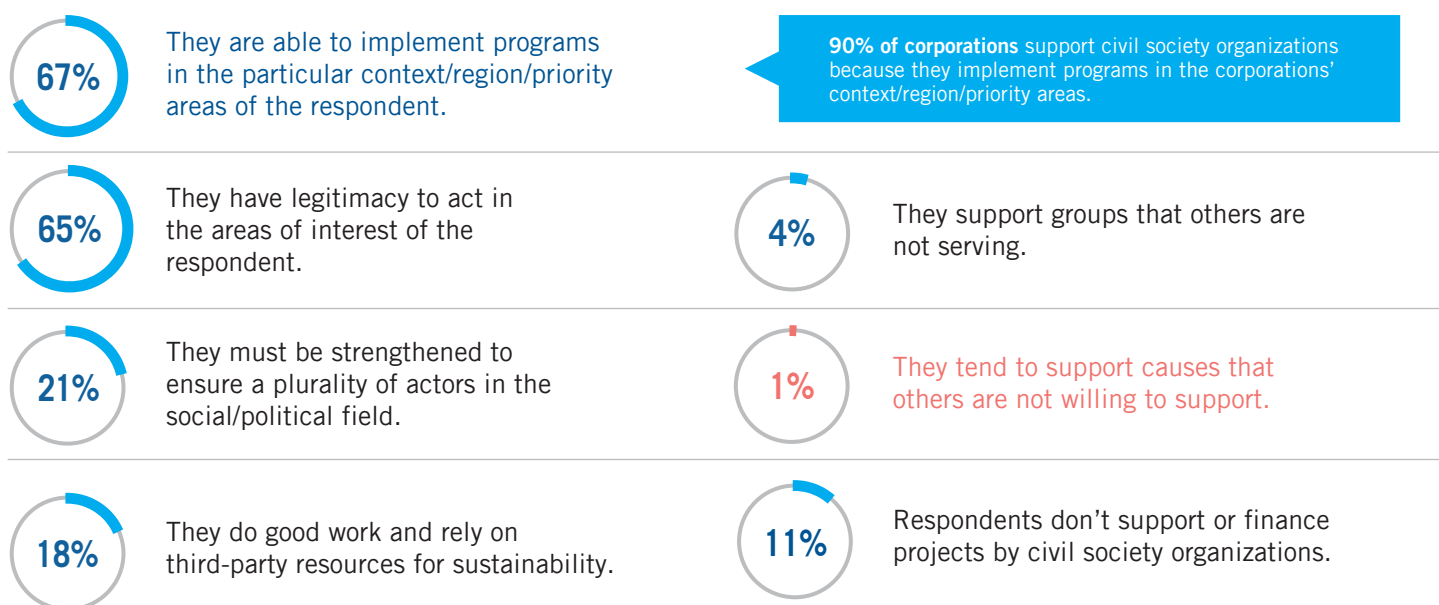 67%
They are able to implement programs
in the particular context/region/priority
areas of the respondent.
90% of corporations support civil society organizations
because they implement programs in the corporations’
context/region/priority areas.
65%
They have legitimacy to act in
the areas of interest of the
respondent.
4%
They support groups that others are
not serving.
21%
They must be strengthened to
ensure a plurality of actors in the
social/political field.
1%
They tend to support causes that
others are not willing to support.
18%
They do good work and rely on
third-party resources for sustainability.
11%
Respondents don’t support or finance
projects by civil society organizations.